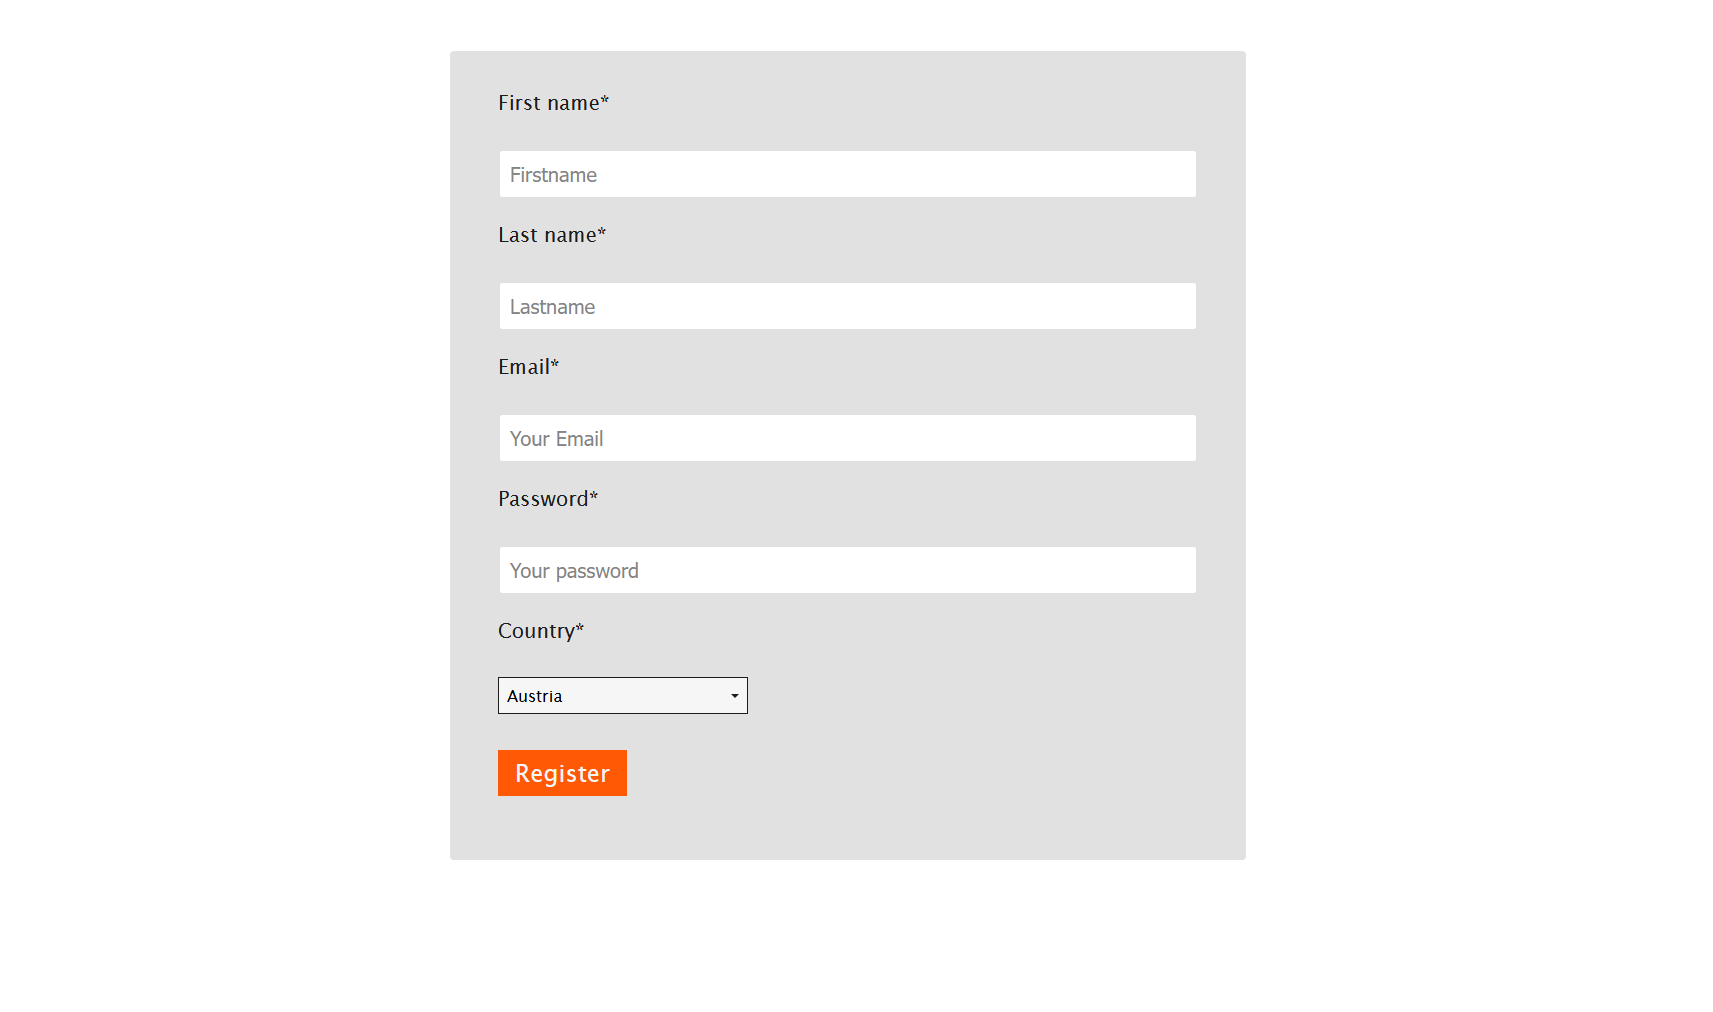 First name*
Firstname
Last name*
Lastname
Email*
Your Email
Password*
Your password
Country*
Austria
Register